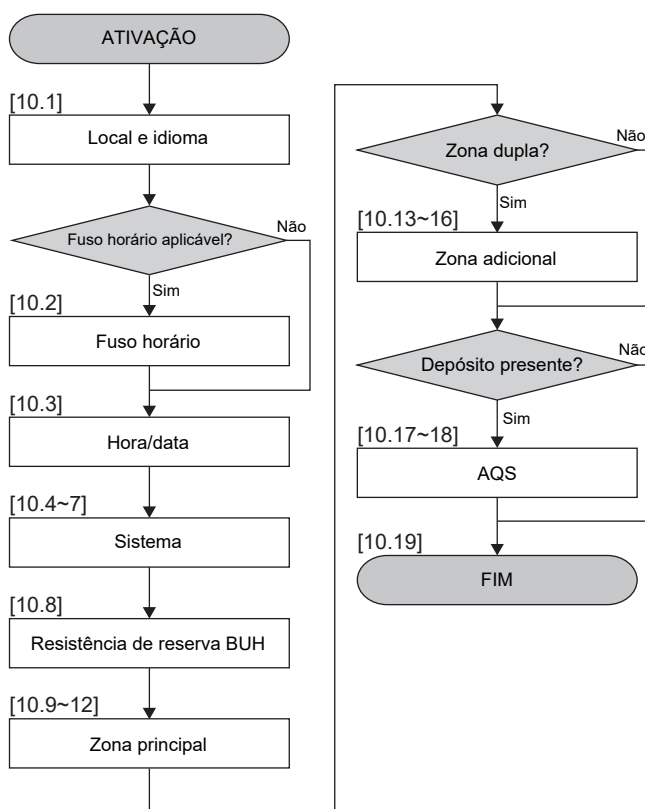 ATIVAÇÃO
[10.1]
Local e idioma
Fuso horário aplicável?
Não
Sim
[10.2]
Fuso horário
[10.3]
Hora/data
[10.4~7]
Sistema
[10.8]
Resistência de reserva BUH
[10.9~12]
Zona principal
Zona dupla?
Não
Sim
[10.13~16]
Zona adicional
Depósito presente?
Não
Sim
[10.17~18]
AQS
[10.19]
FIM